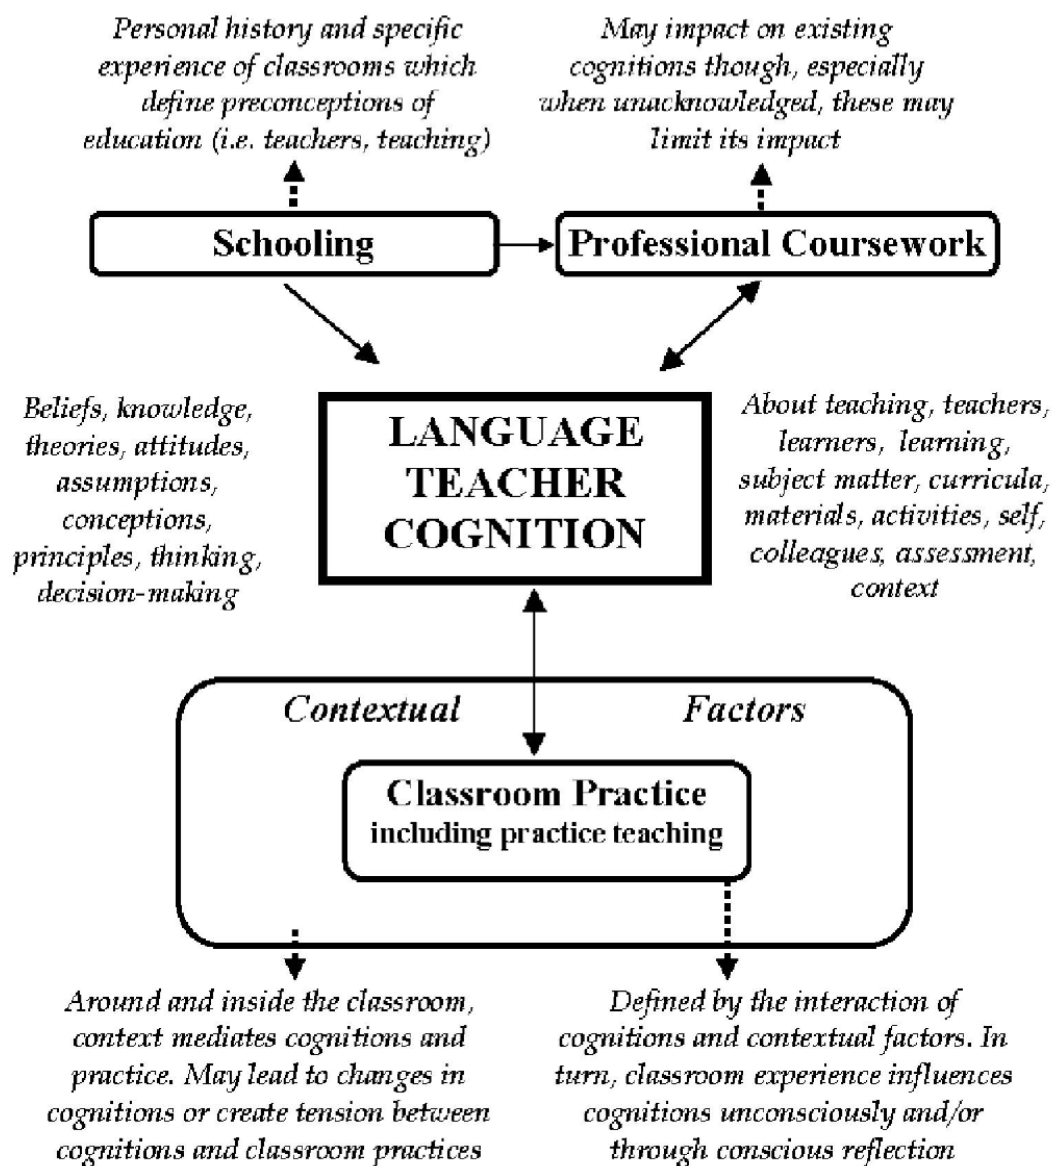 Personal history and specific
experience of classrooms which
define preconceptions of
education (i.e. teachers, teaching)
May impact on existing
cognitions though, especially
when unacknowledged, these may
limit its impact
Schooling
Professional Coursework
Beliefs, knowledge,
theories, attitudes,
assumptions,
conceptions,
principles, thinking,
decision-making
LANGUAGE
TEACHER
COGNITION
About teaching, teachers,
learners, learning,
subject matter, curricula,
materials, activities, self,
colleagues, assessment,
context
Contextual Factors
Classroom Practice
including practice teaching
Around and inside the classroom,
context mediates cognitions and
practice. May lead to changes in
cognitions or create tension between
cognitions and classroom practices
Defined by the interaction of
cognitions and contextual factors. In
turn, classroom experience influences
cognitions unconsciously and/or
through conscious reflection